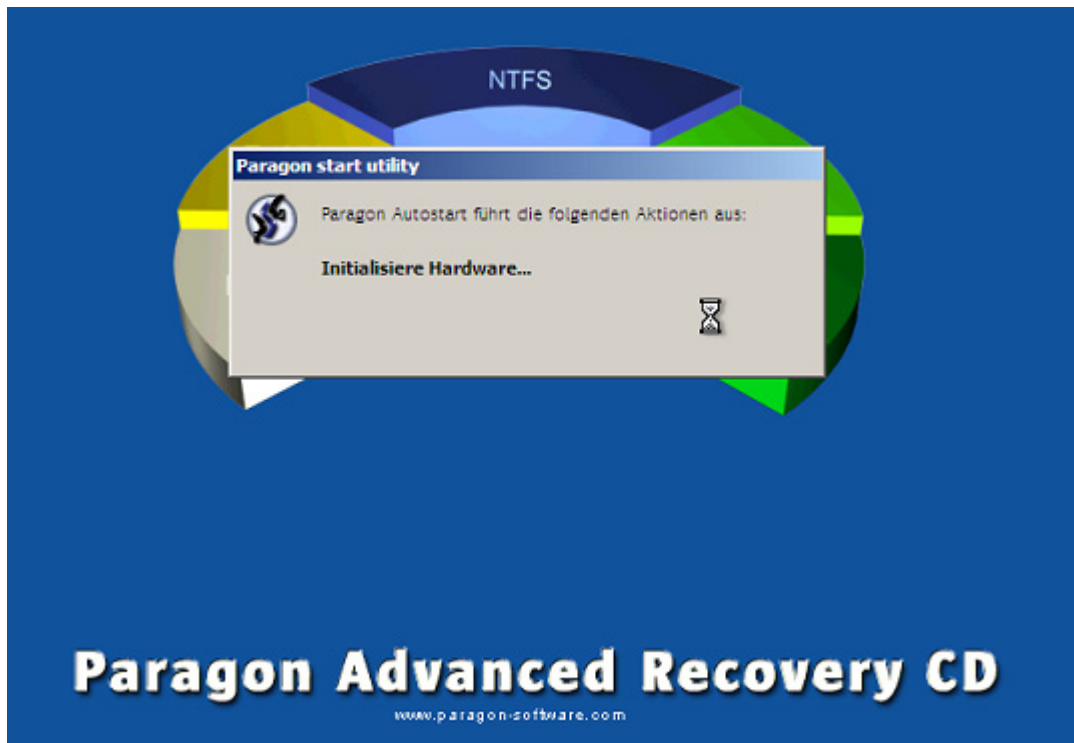 NTFS
Paragon start utility
Paragon Autostart führt die folgenden Aktionen aus:
Initialisiere Hardware...
Paragon Advanced Recovery CD
www.paragon-software.com